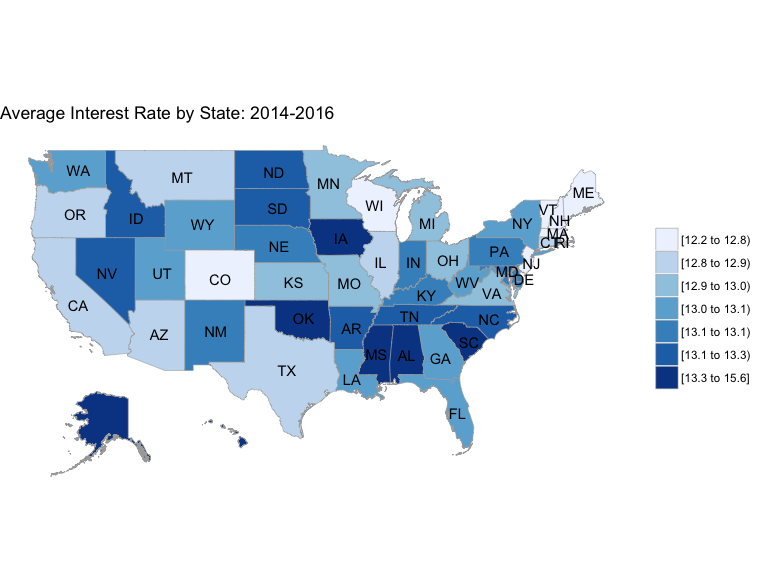 Average Interest Rate by State: 2014-2016
WA
MT
ND
MN
ME
OR
ID
SD
WI
VT
NH
WY
MI
NY
MA
CT
RI
IA
NE
PA
NV
UT
CO
IL
IN
OH
NJ
MD
DE
KS
MO
WV
VA
CA
KY
AZ
NM
OK
AR
TN
NC
SC
MS
AL
GA
TX
LA
FL
[12.2 to 12.8)
[12.8 to 12.9)
[12.9 to 13.0)
[13.0 to 13.1)
[13.1 to 13.1)
[13.1 to 13.3)
[13.3 to 15.6]